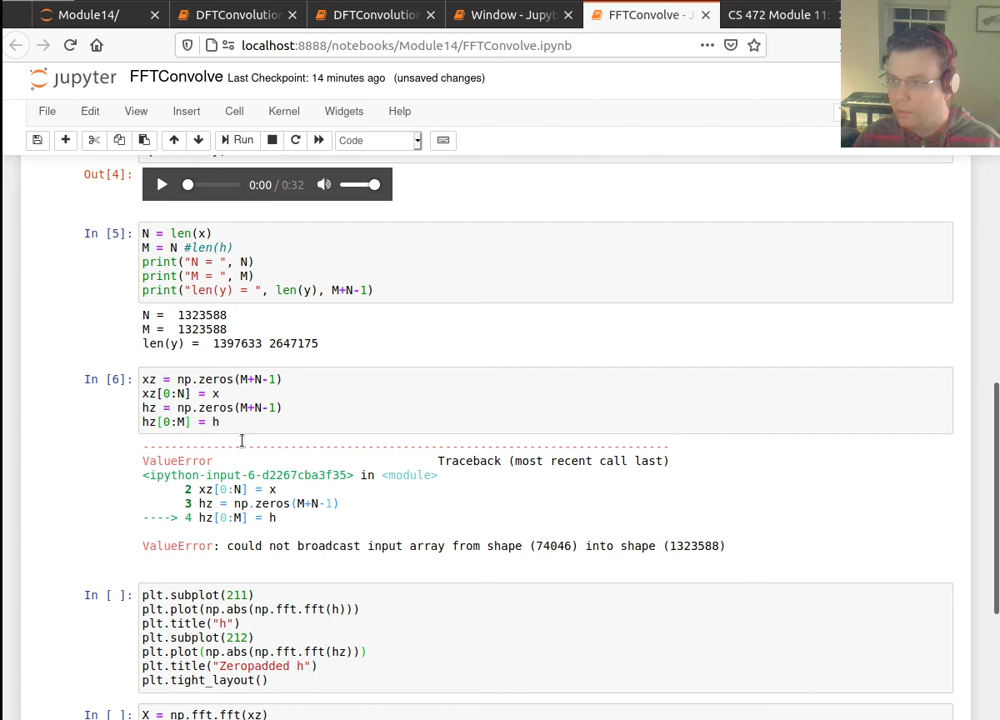 Module14/
DFTConvolution
DFTConvolution
Window - Jupyt
FFTConvolve -
CS 472 Module 11:
localhost:8888/notebooks/Module14/FFTConvolve.ipynb
jupyter FFTConvolve Last Checkpoint: 14 minutes ago (unsaved changes)
File Edit View Insert Cell Kernel Widgets Help
Run Code
Out[4]:
0:00 / 0:32
In [5]: N = len(x)
M = N #len(h)
print("N = ", N)
print("M = ", M)
print("len(y) = ", len(y), M+N-1)
N =  1323588
M =  1323588
len(y) =  1397633 2647175
In [6]: xz = np.zeros(M+N-1)
xz[0:N] = x
hz = np.zeros(M+N-1)
hz[0:M] = h
---------------------------------------------------------------------------
ValueError                                Traceback (most recent call last)
<ipython-input-6-d2267cba3f35> in <module>
2 xz[0:N] = x
3 hz = np.zeros(M+N-1)
----> 4 hz[0:M] = h
ValueError: could not broadcast input array from shape (74046) into shape (1323588)
In [ ]: plt.subplot(211)
plt.plot(np.abs(np.fft.fft(h)))
plt.title("h")
plt.subplot(212)
plt.plot(np.abs(np.fft.fft(hz)))
plt.title("Zeropadded h")
plt.tight_layout()
In [ ]: X = np.fft.fft(xz)